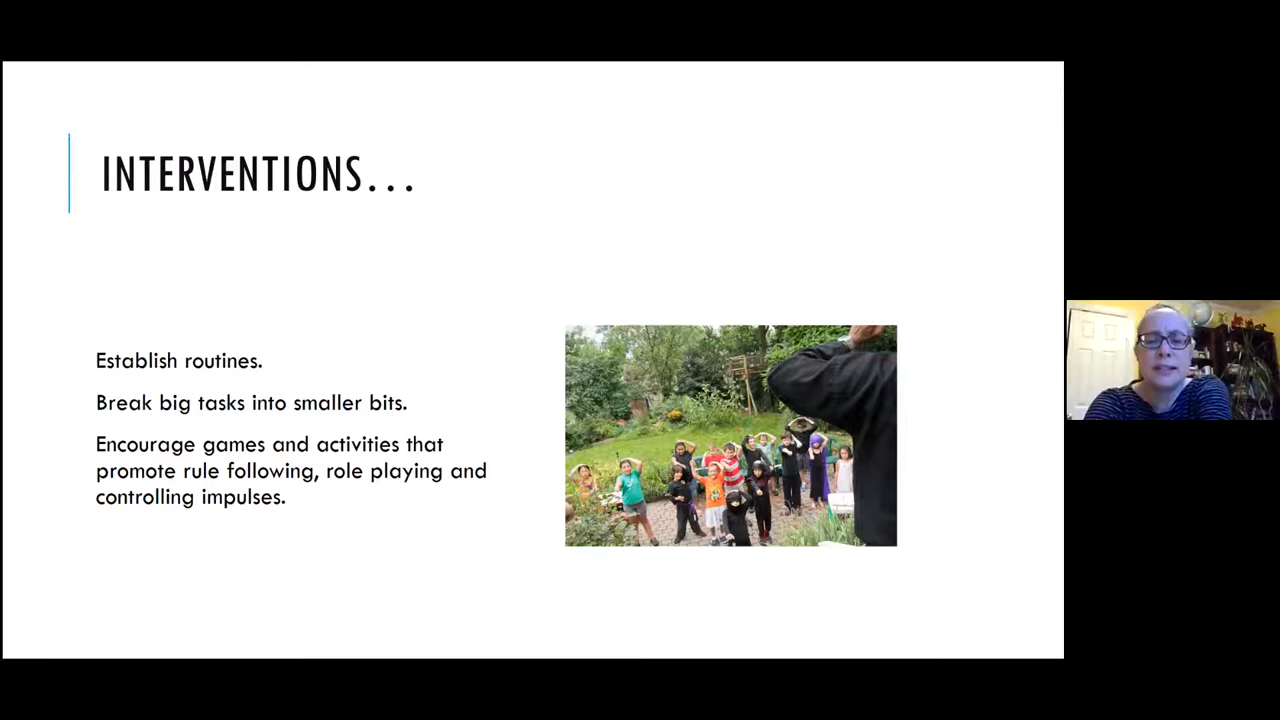 INTERVENTIONS...
Establish routines.
Break big tasks into smaller bits.
Encourage games and activities that
promote rule following, role playing and
controlling impulses.